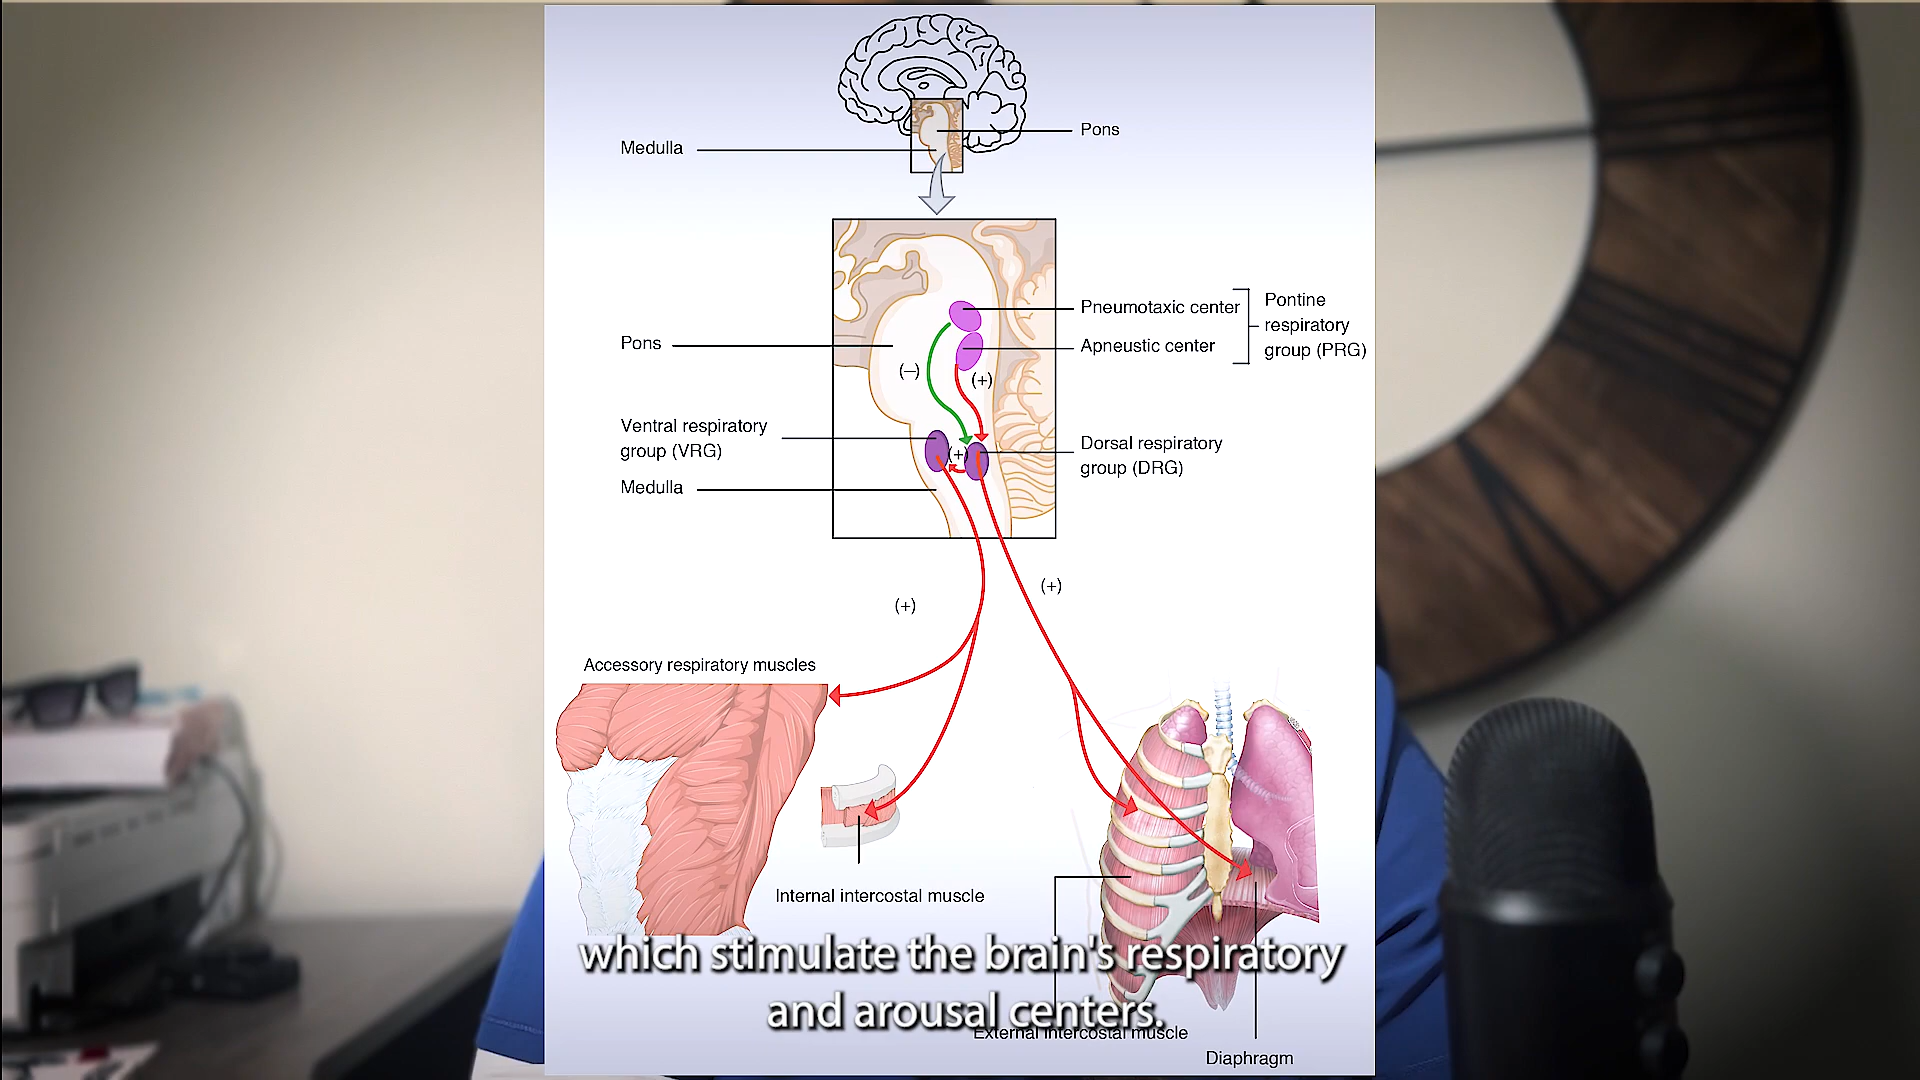 Pons
Medulla
Pneumotaxic center
Apneustic center
Pontine
respiratory
group (PRG)
Pons
(–)
(+)
Ventral respiratory
group (VRG)
(+)
Dorsal respiratory
group (DRG)
Medulla
(+)
(+)
Accessory respiratory muscles
Internal intercostal muscle
which stimulate the brain's respiratory
and arousal centers.
External intercostal muscle
Diaphragm